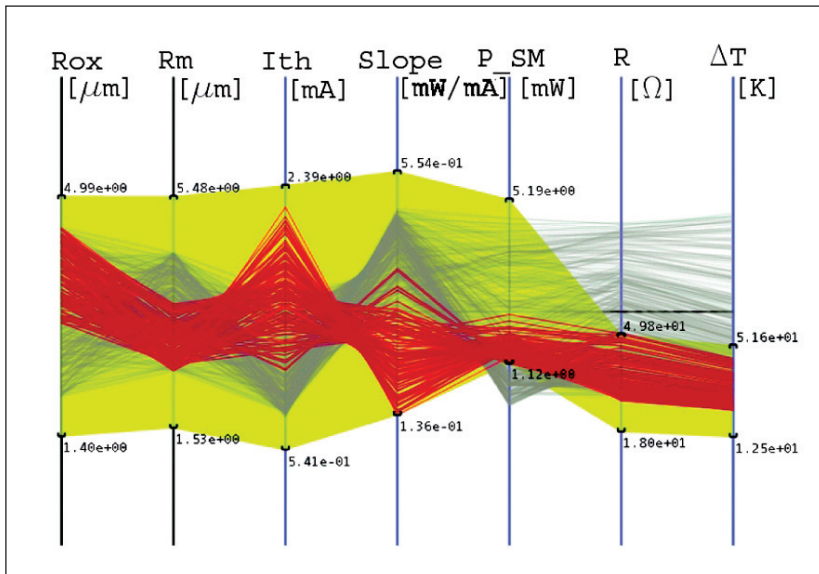 Rox Rm Ith Slope P_SM R ΔT
[μm] [μm] [mA] [mW/mA] [mW] [Ω] [K]
4.99e+00 5.48e+00 2.39e+00 5.54e-01 5.19e+00 4.98e+01 5.16e+01
1.40e+00 1.53e+00 5.41e-01 1.36e-01 1.12e+00 1.80e+01 1.25e+01